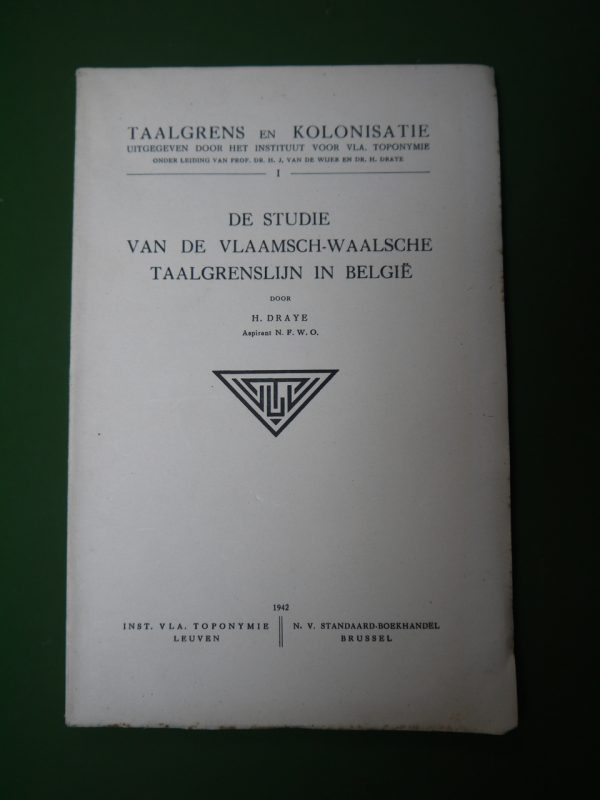 TAALGRENS EN KOLONISATIE
UITGEGEVEN DOOR HET INSTITUUT VOOR VLA. TOPONYMIE
ONDER LEIDING VAN PROF. DR. H. J. VAN DE WIJER EN DR. H. DRAYE
I
DE STUDIE
VAN DE VLAAMSCH-WAALSCHE
TAALGRENSLIJN IN BELGIË
DOOR
H. DRAYE
Aspirant N. F. W. O.
1942
INST. VLA. TOPONYMIE
LEUVEN
N. V. STANDAARD-BOEKHANDEL
BRUSSEL